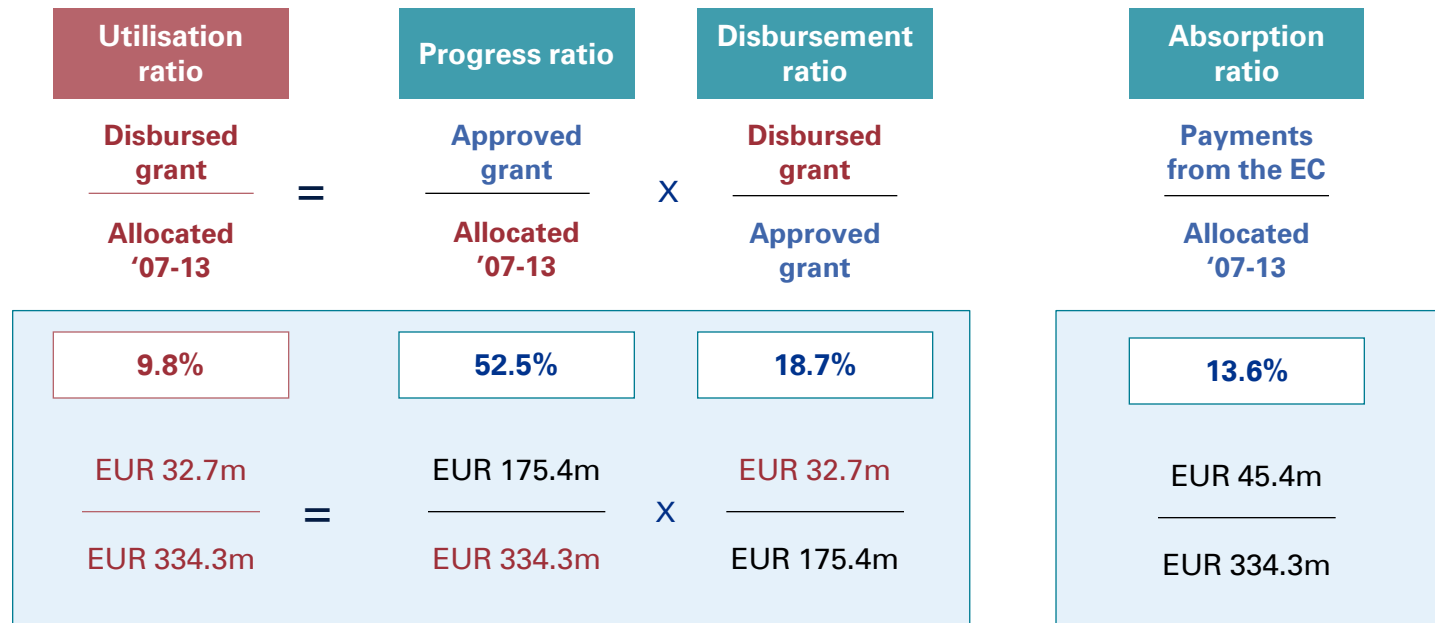 Utilisation
ratio
Progress ratio
Disbursement
ratio
Absorption
ratio
Disbursed
grant
Allocated
‘07-13
=
Approved
grant
Allocated
’07-13
x
Disbursed
grant
Approved
grant
Payments
from the EC
Allocated
‘07-13
9.8%
52.5%
18.7%
13.6%
EUR 32.7m
EUR 334.3m
=
EUR 175.4m
EUR 334.3m
x
EUR 32.7m
EUR 175.4m
EUR 45.4m
EUR 334.3m